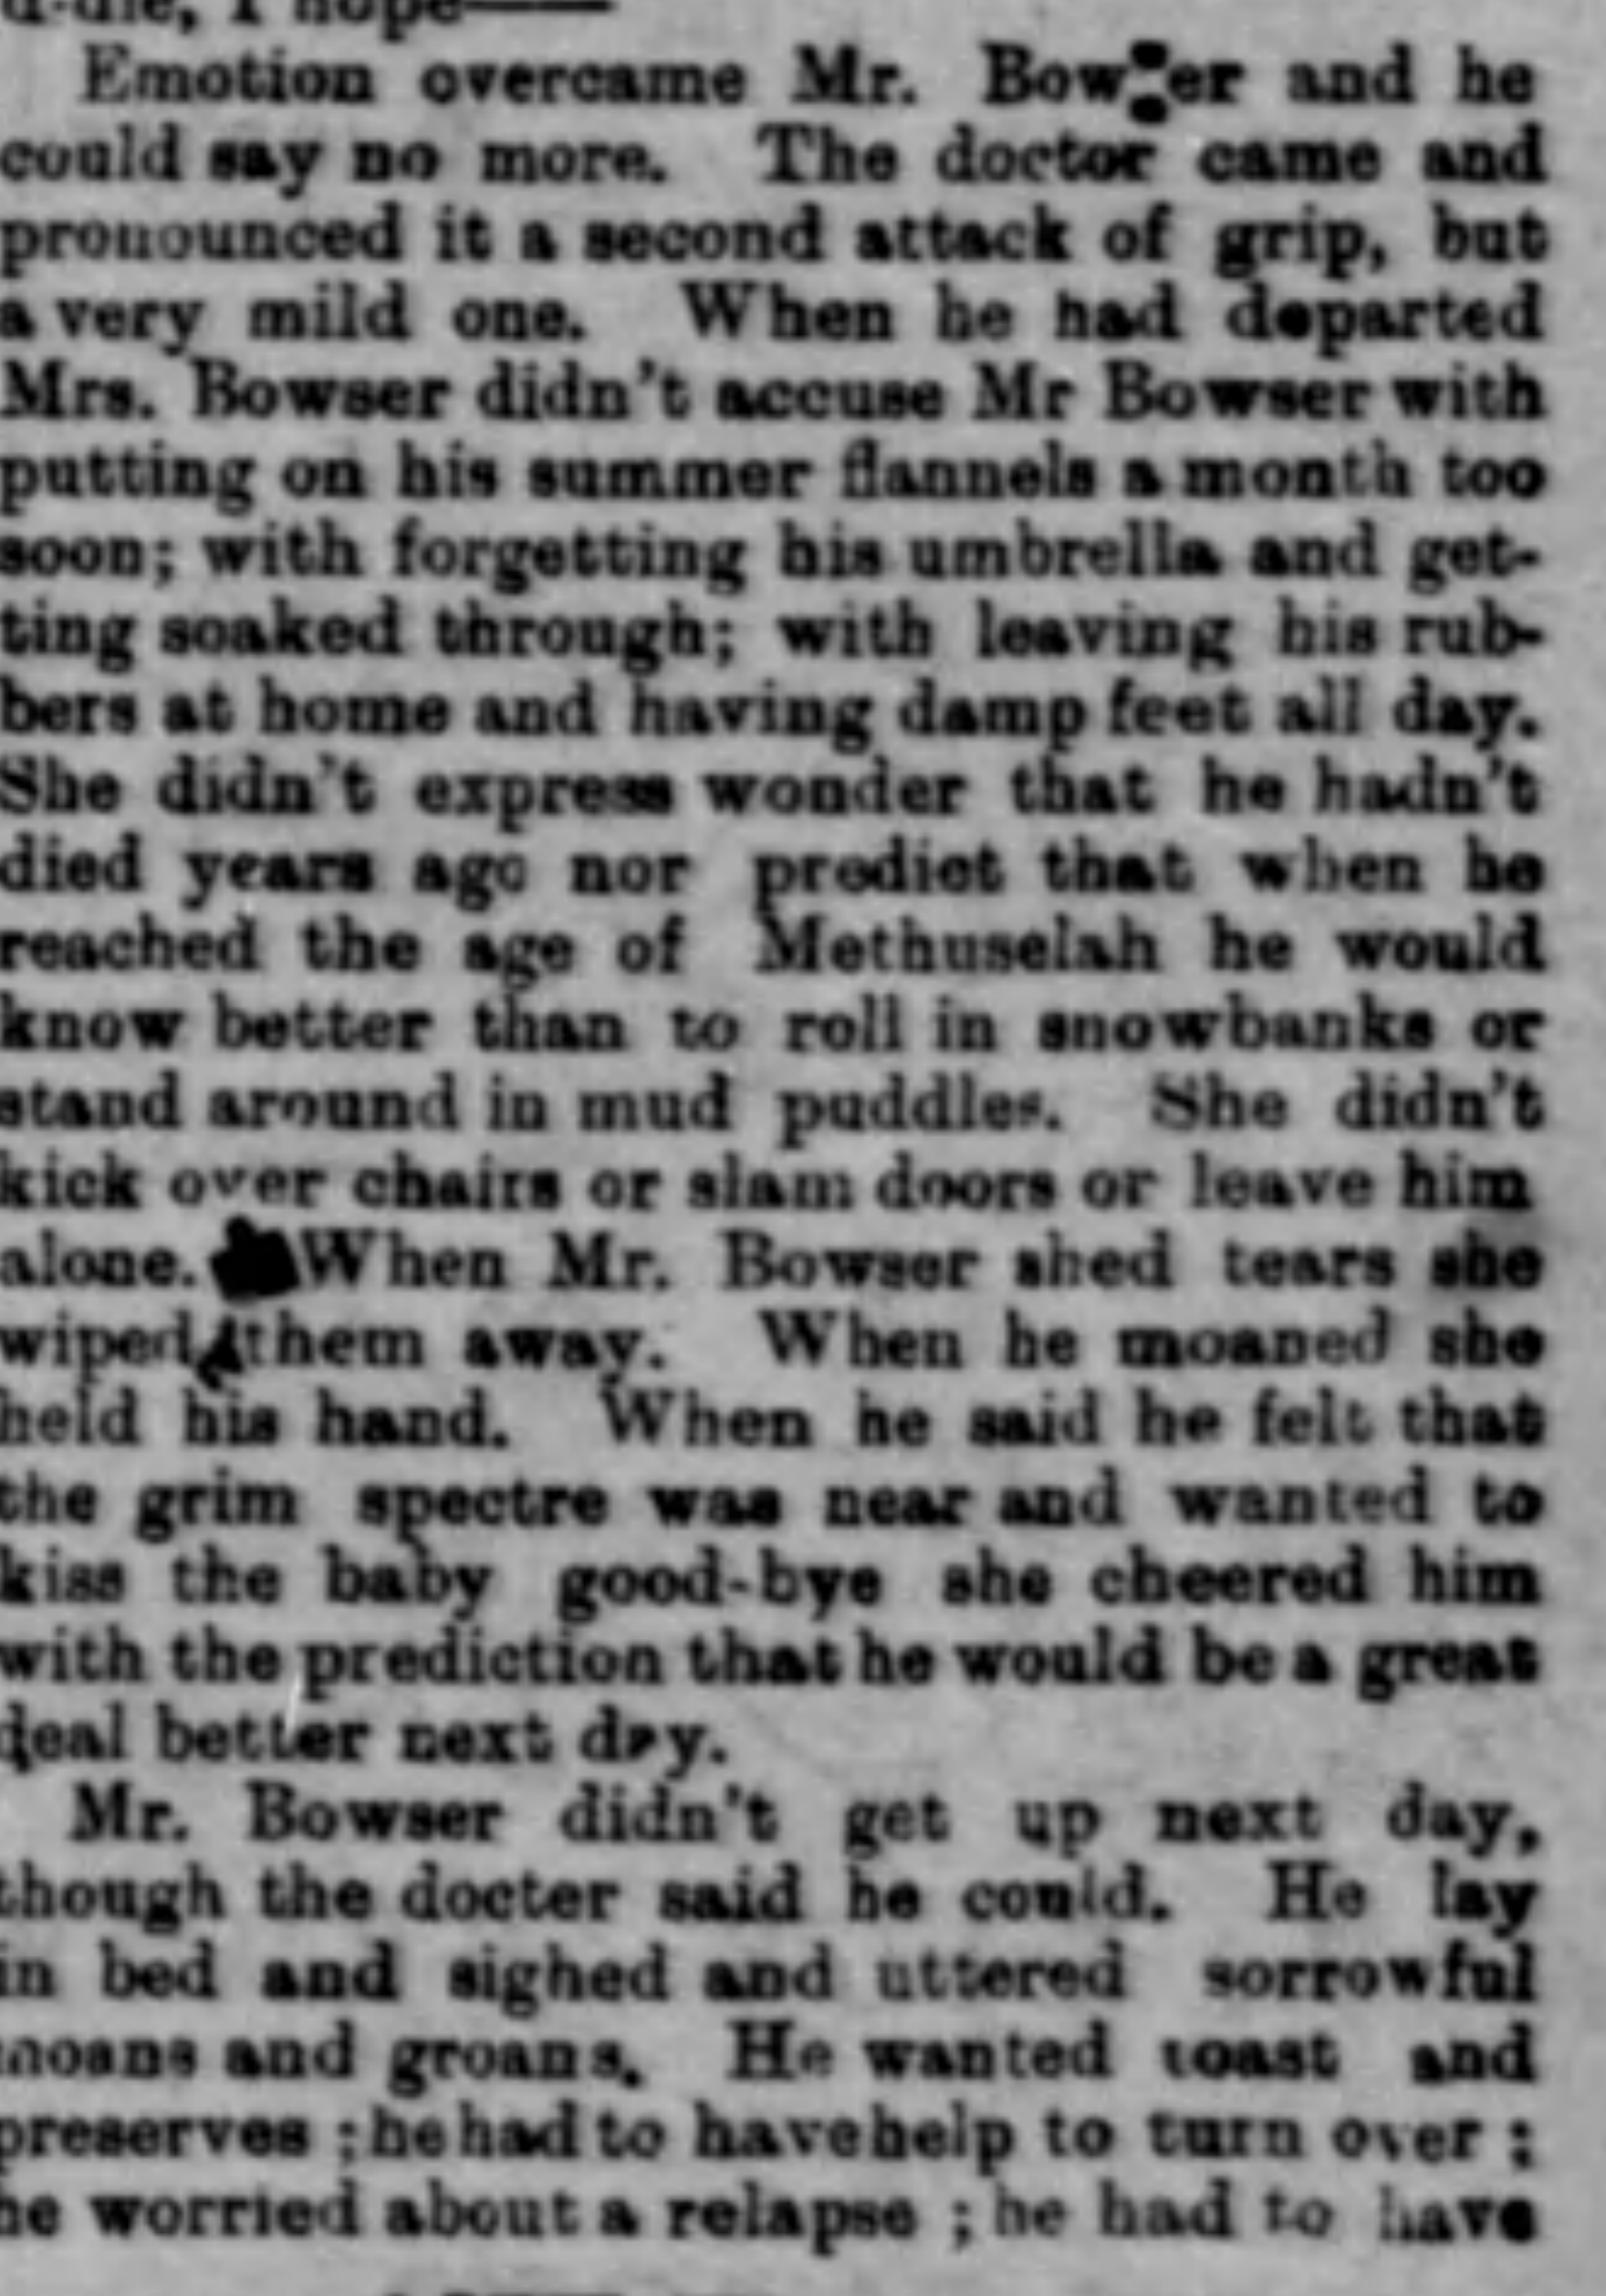 d-die, I hope——
Emotion overcame Mr. Bowser and he
could say no more. The doctor came and
pronounced it a second attack of grip, but
a very mild one. When he had departed
Mrs. Bowser didn't accuse Mr Bowser with
putting on his summer flannels a month too
soon; with forgetting his umbrella and get-
ting soaked through; with leaving his rub-
bers at home and having damp feet all day.
She didn't express wonder that he hadn't
died years ago nor predict that when he
reached the age of Methuselah he would
know better than to roll in snowbanks or
stand around in mud puddles. She didn't
kick over chairs or slam doors or leave him
alone. When Mr. Bowser shed tears she
wiped them away. When he moaned she
held his hand. When he said he felt that
the grim spectre was near and wanted to
kiss the baby good-bye she cheered him
with the prediction that he would be a great
deal better next day.
Mr. Bowser didn't get up next day,
though the docter said he could. He lay
in bed and sighed and uttered sorrowful
moans and groans. He wanted toast and
preserves ; he had to have help to turn over ;
he worried about a relapse ; he had to have